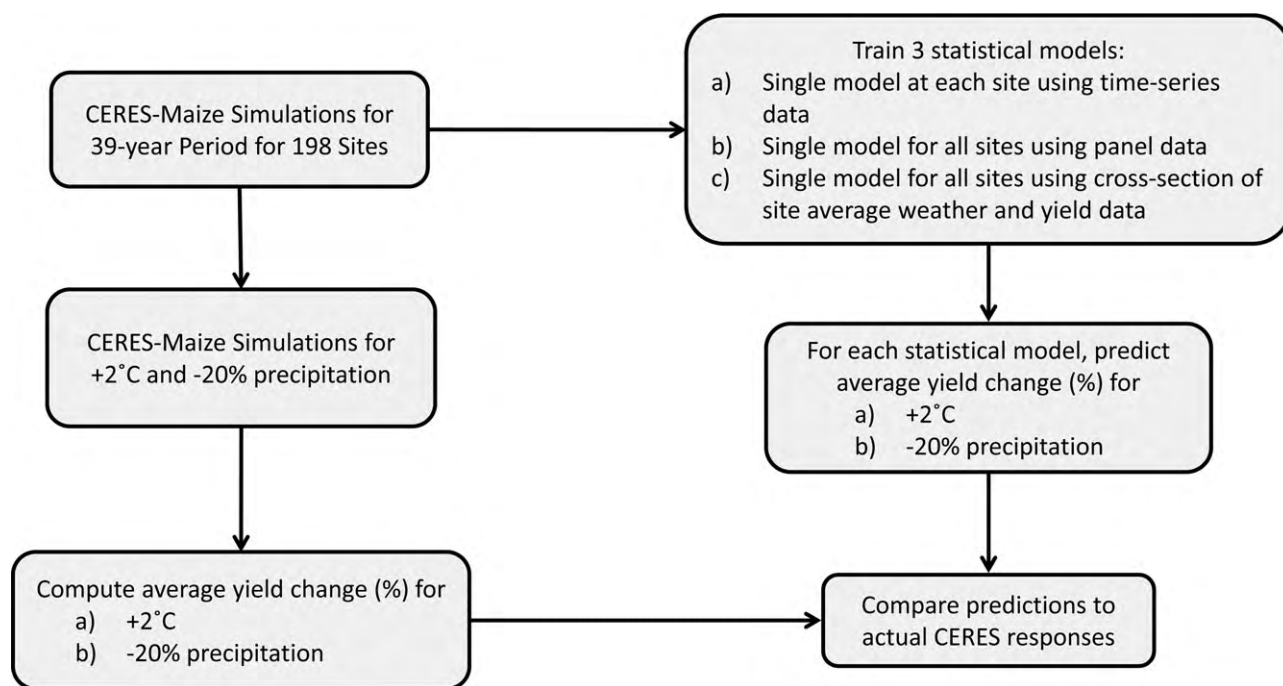 CERES-Maize Simulations for
39-year Period for 198 Sites
Train 3 statistical models:
a) Single model at each site using time-series
data
b) Single model for all sites using panel data
c) Single model for all sites using cross-section of
site average weather and yield data
CERES-Maize Simulations for
+2˚C and -20% precipitation
For each statistical model, predict
average yield change (%) for
a) +2˚C
b) -20% precipitation
Compute average yield change (%) for
a) +2˚C
b) -20% precipitation
Compare predictions to
actual CERES responses